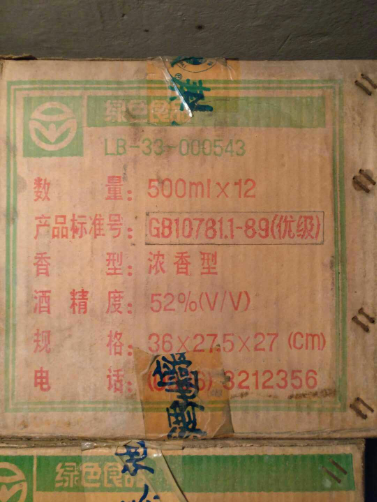 绿色食品
LB-33-000543
数 量: 500ml×12
产品标准号: GB10781.1-89(优级)
香 型: 浓香型
酒精度: 52%(V/V)
规 格: 36×27.5×27 (Cm)
电 话: 3212356
绿色食品